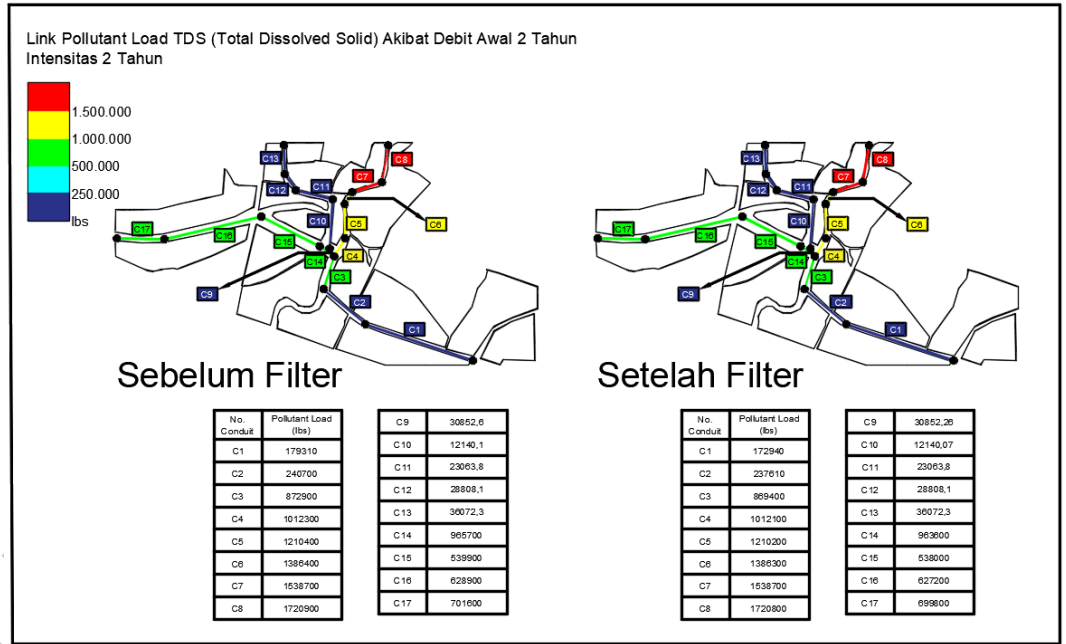 Link Pollutant Load TDS (Total Dissolved Solid) Akibat Debit Awal 2 Tahun
Intensitas 2 Tahun
1.500.000
1.000.000
500.000
250.000
lbs
C13
C8
C12
C11
C7
C10
C5
C6
C17
C16
C15
C14
C4
C3
C9
C2
C1
Sebelum Filter
C13
C8
C12
C11
C7
C10
C5
C6
C17
C16
C15
C14
C4
C3
C9
C2
C1
Setelah Filter
No. Conduit Pollutant Load (lbs)
C1 179310
C2 240700
C3 872900
C4 1012300
C5 1210400
C6 1386400
C7 1538700
C8 1720900
C9 30852,6
C10 12140,1
C11 23063,8
C12 28808,1
C13 36072,3
C14 965700
C15 539900
C16 628900
C17 701600
No. Conduit Pollutant Load (lbs)
C1 172940
C2 237610
C3 869400
C4 1012100
C5 1210200
C6 1386300
C7 1538700
C8 1720800
C9 30852,26
C10 12140,07
C11 23063,8
C12 28808,1
C13 36072,3
C14 963600
C15 538000
C16 627200
C17 699800